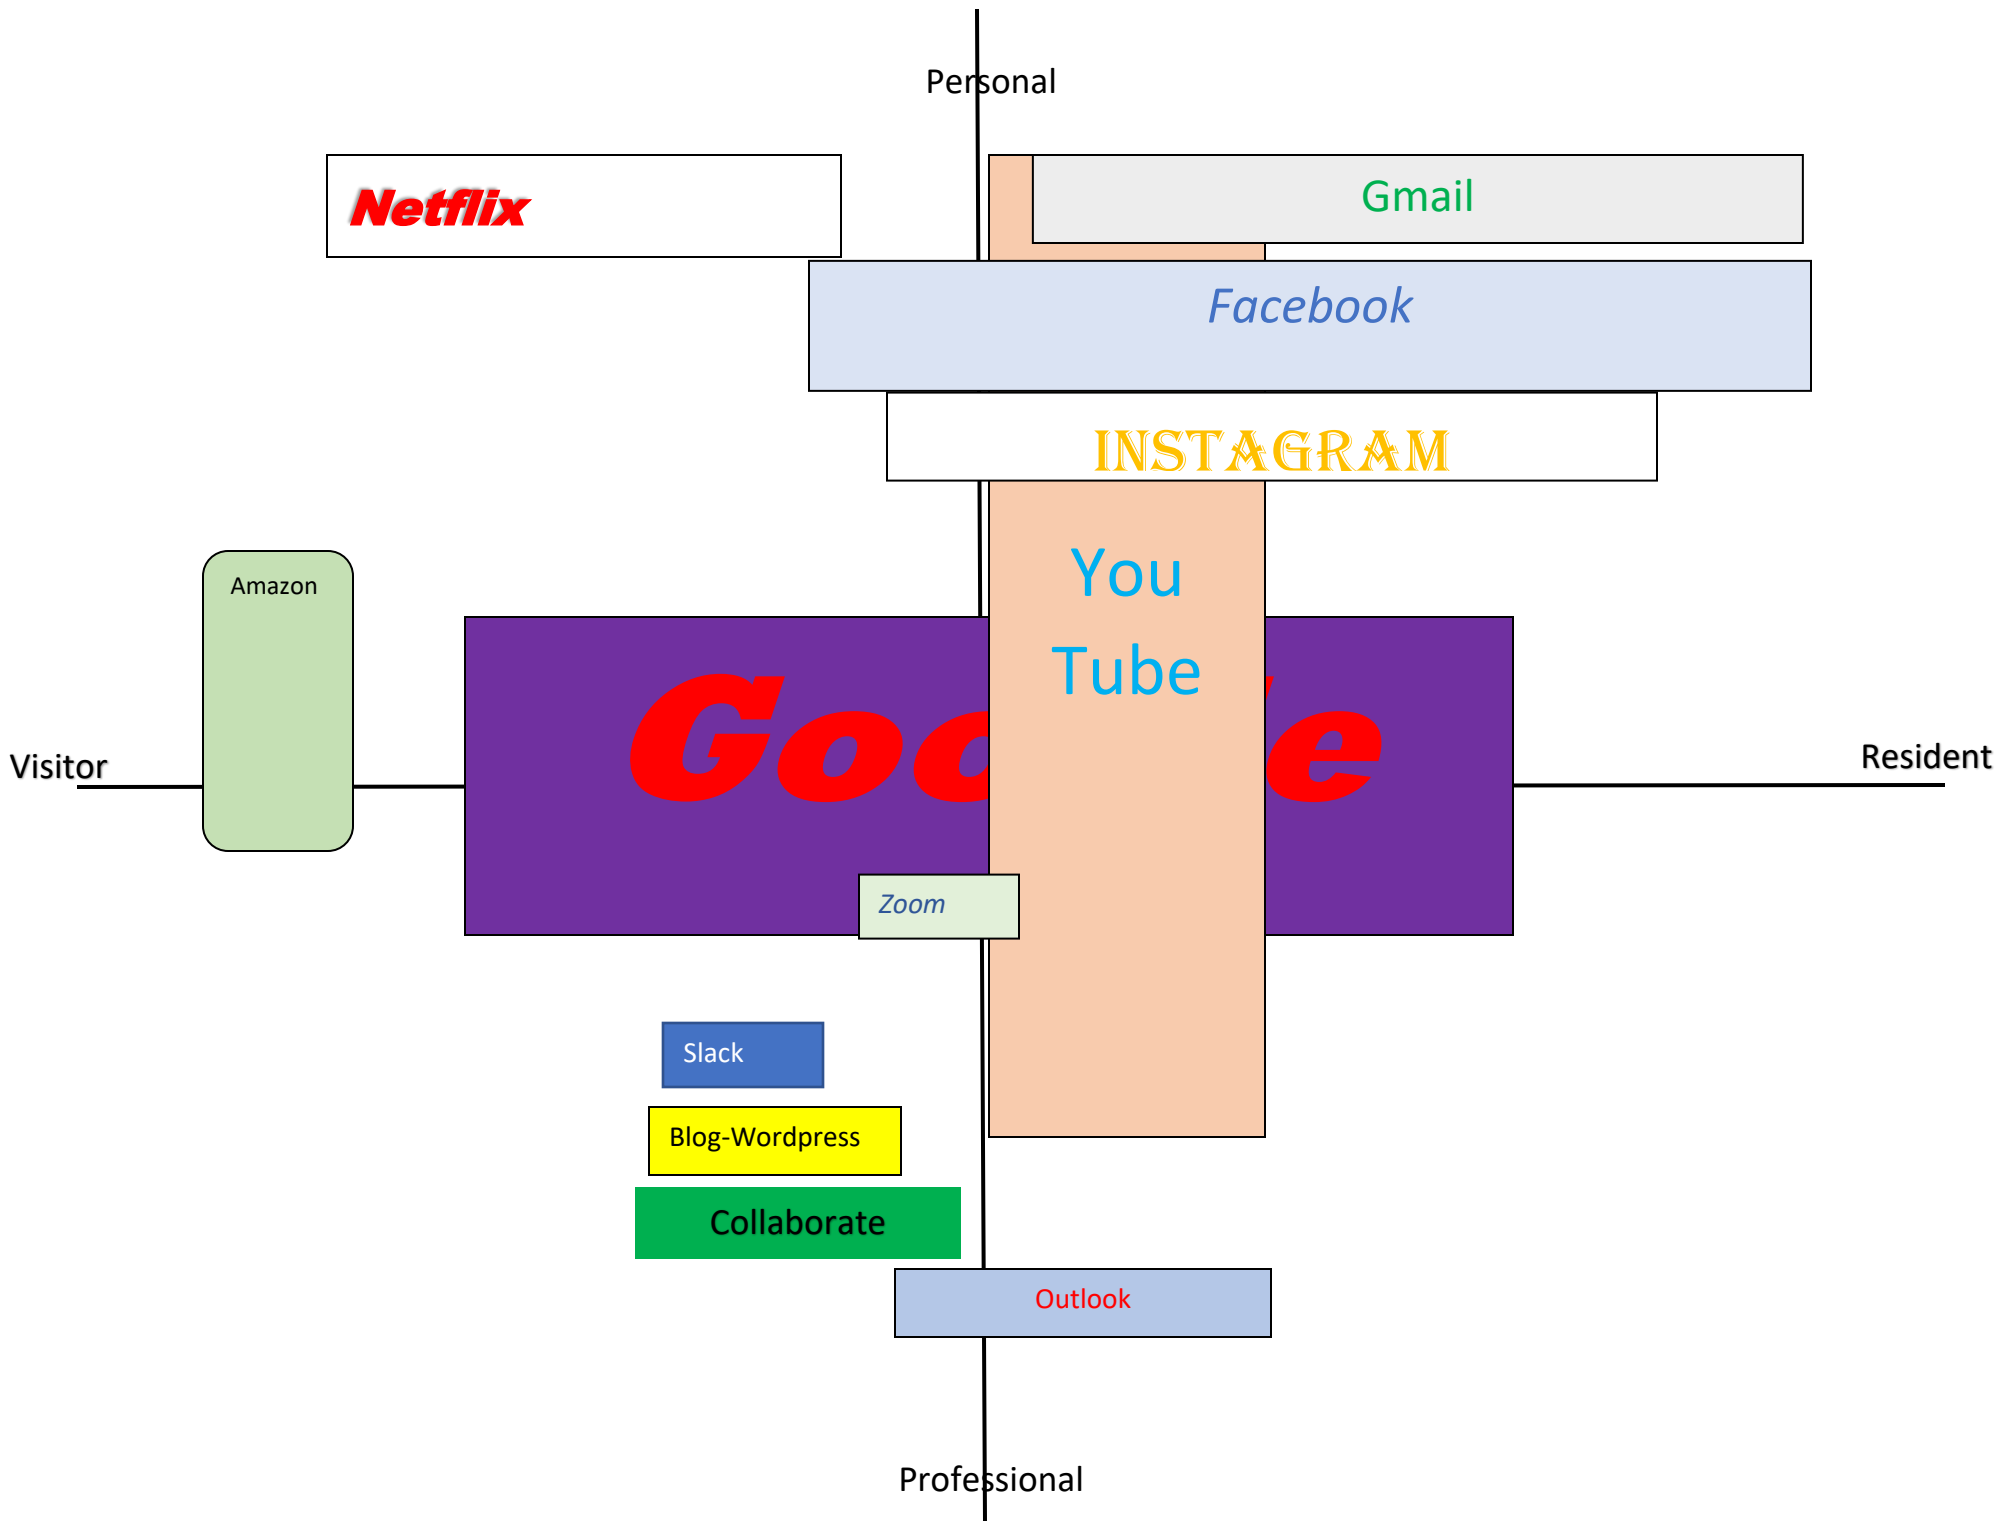 Personal
Netflix
Gmail
Facebook
INSTAGRAM
You
Tube
Amazon
Visitor
Resident
Zoom
Slack
Blog-Wordpress
Collaborate
Outlook
Professional